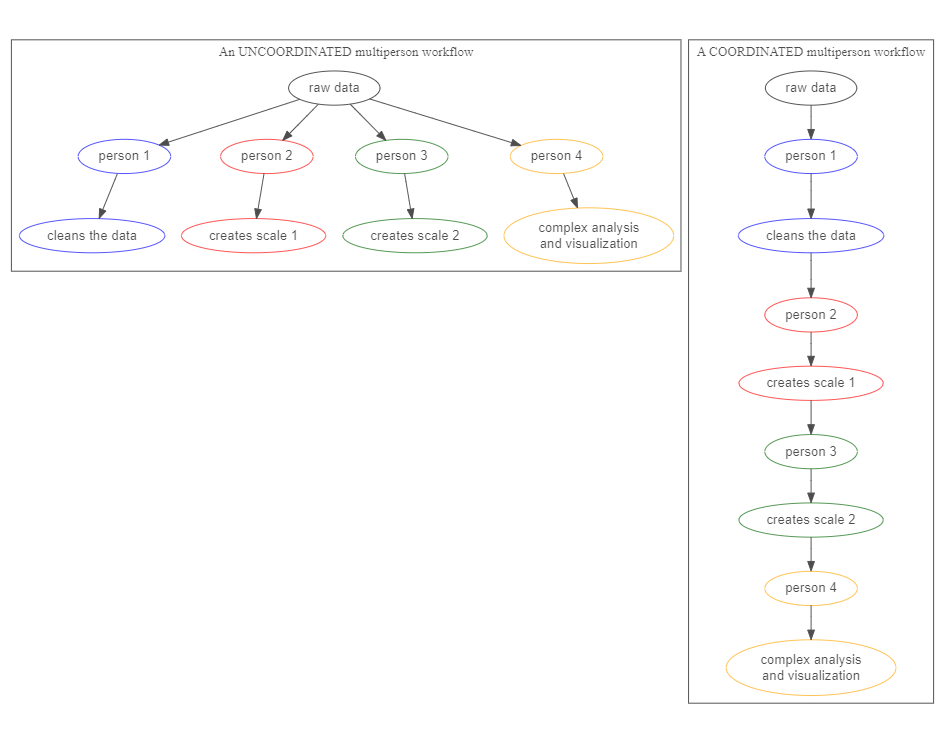 An UNCOORDINATED multiperson workflow
raw data
person 1
person 2
person 3
person 4
cleans the data
creates scale 1
creates scale 2
complex analysis
and visualization
A COORDINATED multiperson workflow
raw data
person 1
cleans the data
person 2
creates scale 1
person 3
creates scale 2
person 4
complex analysis
and visualization